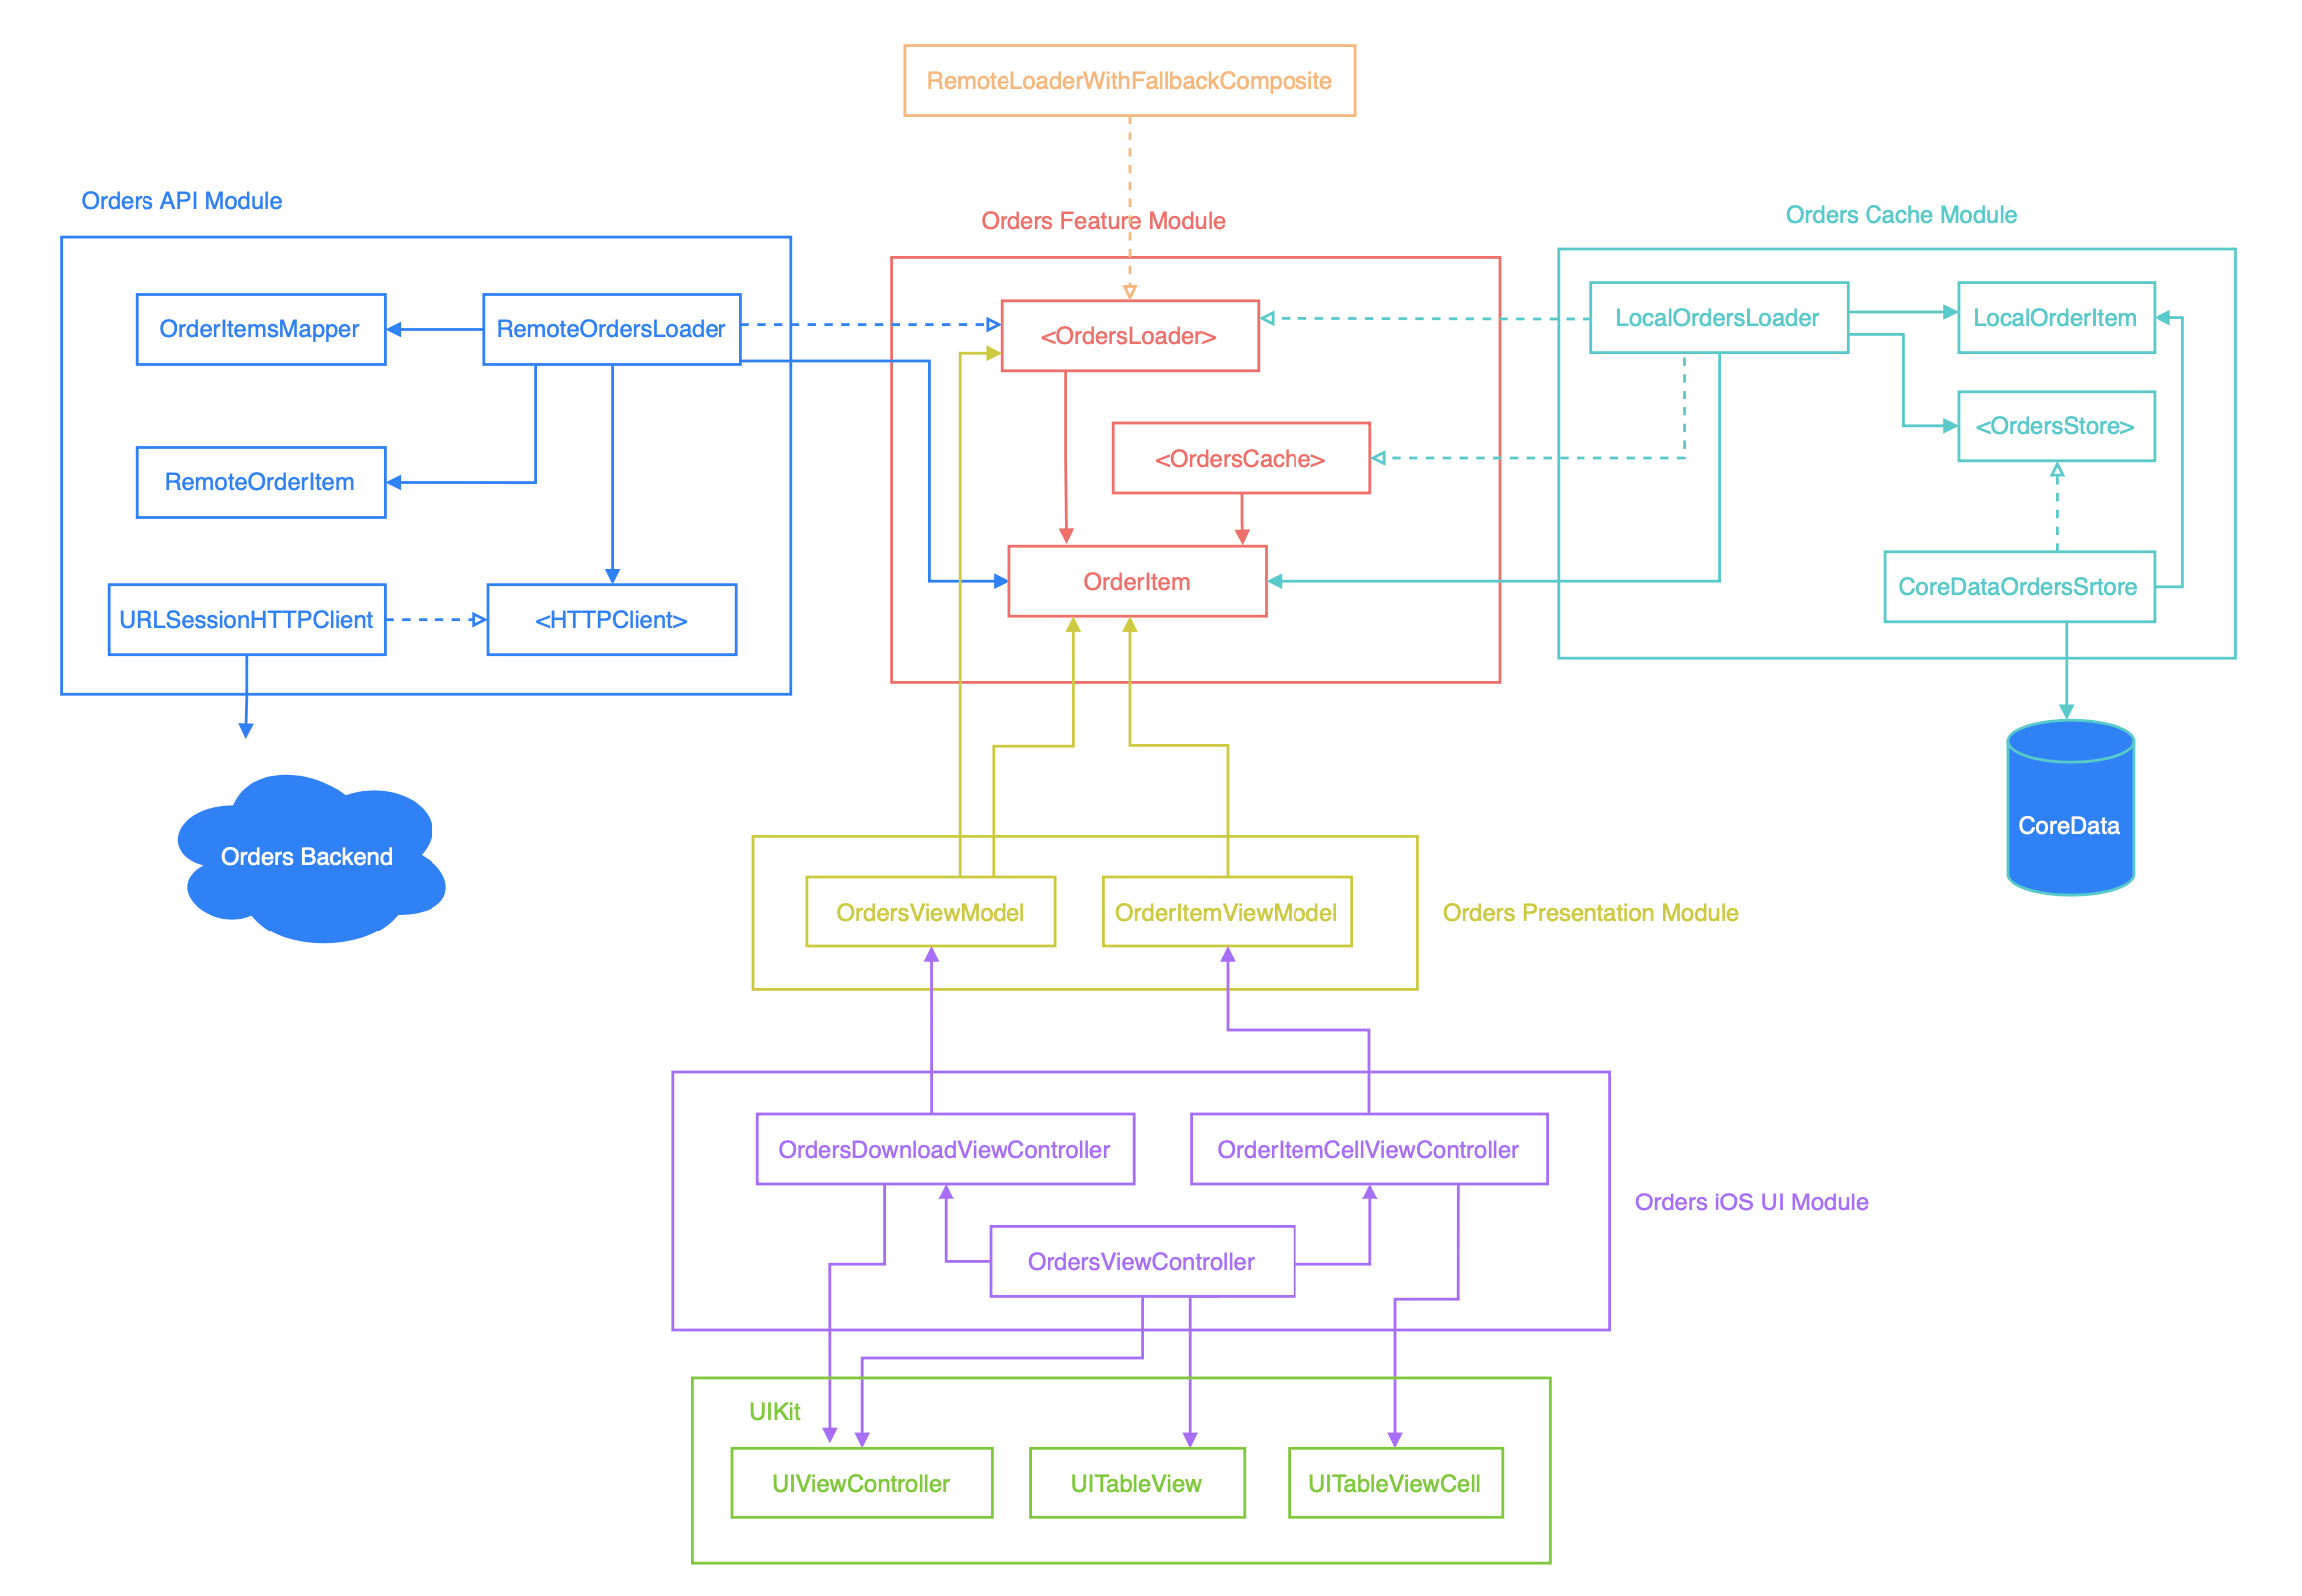 RemoteLoaderWithFallbackComposite
Orders API Module
Orders Feature Module
Orders Cache Module
OrderItemsMapper
RemoteOrdersLoader
<OrdersLoader>
LocalOrdersLoader
LocalOrderItem
<OrdersStore>
<OrdersCache>
RemoteOrderItem
OrderItem
CoreDataOrdersSrtore
URLSessionHTTPClient
<HTTPClient>
Orders Backend
CoreData
OrdersViewModel
OrderItemViewModel
Orders Presentation Module
OrdersDownloadViewController
OrderItemCellViewController
Orders iOS UI Module
OrdersViewController
UIKit
UIViewController
UITableView
UITableViewCell